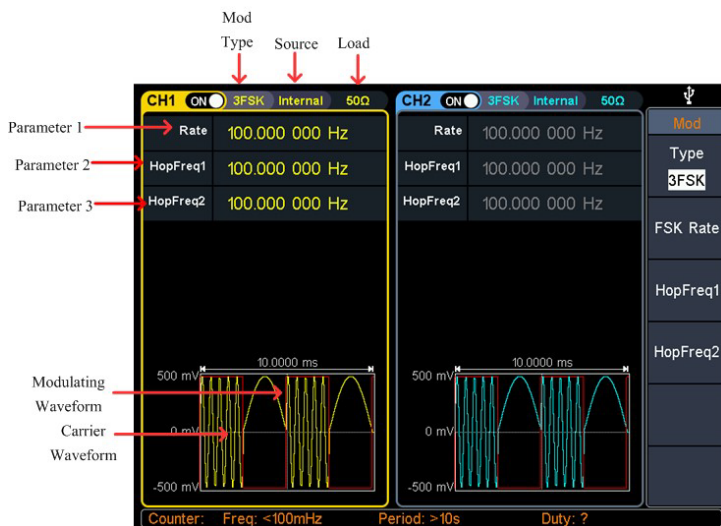 Mod
Type
Source
Load
CH1 ON 3FSK Internal 50Ω
CH2 ON 3FSK Internal 50Ω
Parameter 1
Rate 100.000 000 Hz
Rate 100.000 000 Hz
Parameter 2
HopFreq1 100.000 000 Hz
HopFreq1 100.000 000 Hz
Parameter 3
HopFreq2 100.000 000 Hz
HopFreq2 100.000 000 Hz
Mod
Type
3FSK
FSK Rate
HopFreq1
HopFreq2
10.0000 ms
500 mV
0 mV
-500 mV
10.0000 ms
500 mV
0 mV
-500 mV
Modulating
Waveform
Carrier
Waveform
Counter: Freq: <100mHz Period: >10s Duty: ?